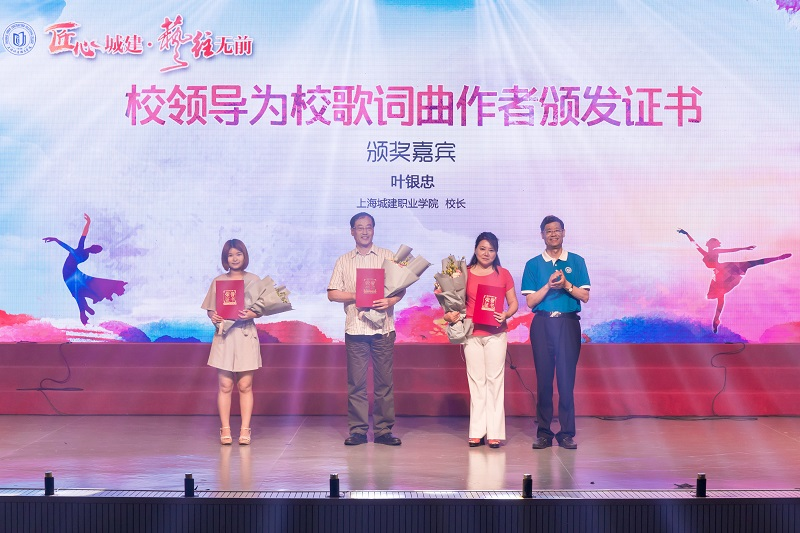 匠心城建·藝往无前
校领导为校歌词曲作者颁发证书
颁奖嘉宾
叶银忠
上海城建职业学院 校长